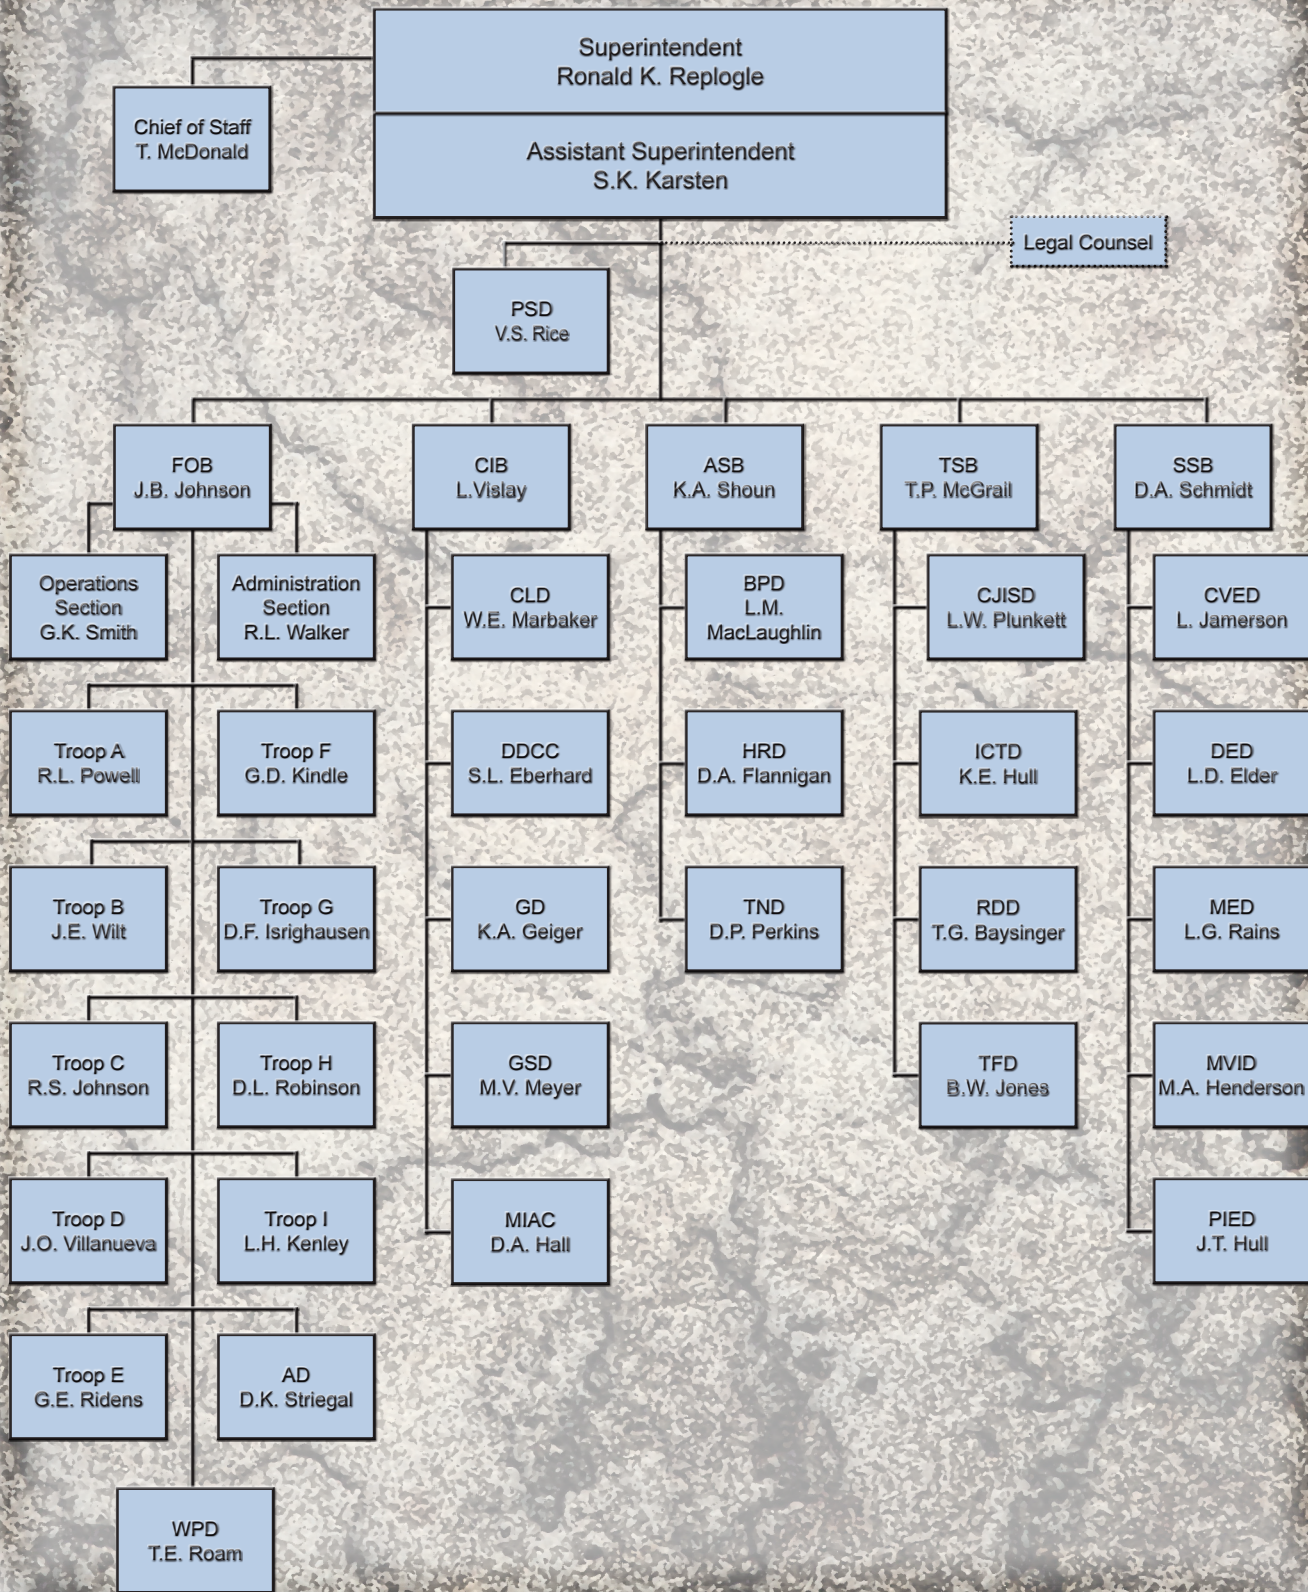 Superintendent
Ronald K. Replogle
Chief of Staff
T. McDonald
Assistant Superintendent
S.K. Karsten
Legal Counsel
PSD
V.S. Rice
FOB
J.B. Johnson
CIB
L.Vislay
ASB
K.A. Shoun
TSB
T.P. McGrail
SSB
D.A. Schmidt
Operations
Section
G.K. Smith
Administration
Section
R.L. Walker
CLD
W.E. Marbaker
BPD
L.M.
MacLaughlin
CJISD
L.W. Plunkett
CVED
L. Jamerson
Troop A
R.L. Powell
Troop F
G.D. Kindle
DDCC
S.L. Eberhard
HRD
D.A. Flannigan
ICTD
K.E. Hull
DED
L.D. Elder
Troop B
J.E. Wilt
Troop G
D.F. Isrighausen
GD
K.A. Geiger
TND
D.P. Perkins
RDD
T.G. Baysinger
MED
L.G. Rains
Troop C
R.S. Johnson
Troop H
D.L. Robinson
GSD
M.V. Meyer
TFD
B.W. Jones
MVID
M.A. Henderson
Troop D
J.O. Villanueva
Troop I
L.H. Kenley
MIAC
D.A. Hall
PIED
J.T. Hull
Troop E
G.E. Ridens
AD
D.K. Striegal
WPD
T.E. Roam